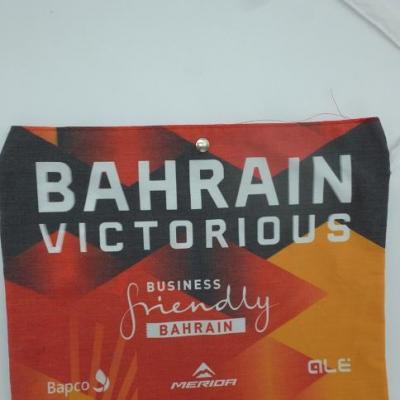 BAHRAIN
VICTORIOUS
BUSINESS
friendly
BAHRAIN
Bapco MERIDA ALÉ